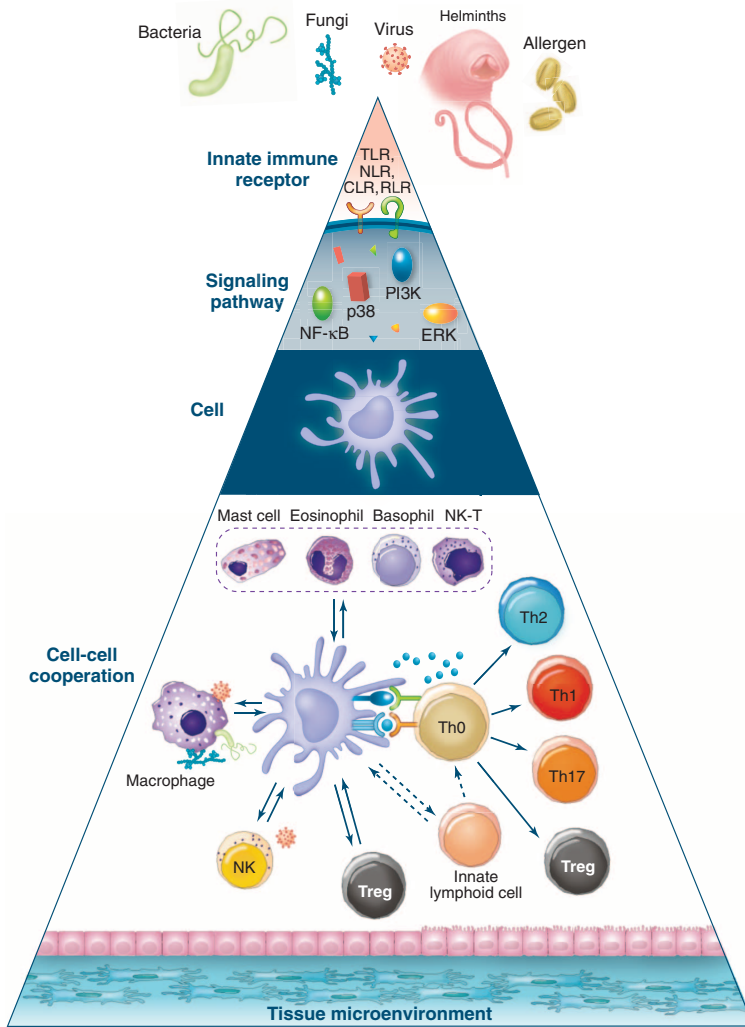 Bacteria
Fungi
Virus
Helminths
Allergen
Innate immune
receptor
TLR,
NLR,
CLR, RLR
Signaling
pathway
NF-κB
p38
PI3K
ERK
Cell
Mast cell
Eosinophil
Basophil
NK-T
Cell-cell
cooperation
Th2
Th1
Th0
Th17
Macrophage
NK
Treg
Innate
lymphoid cell
Treg
Tissue microenvironment